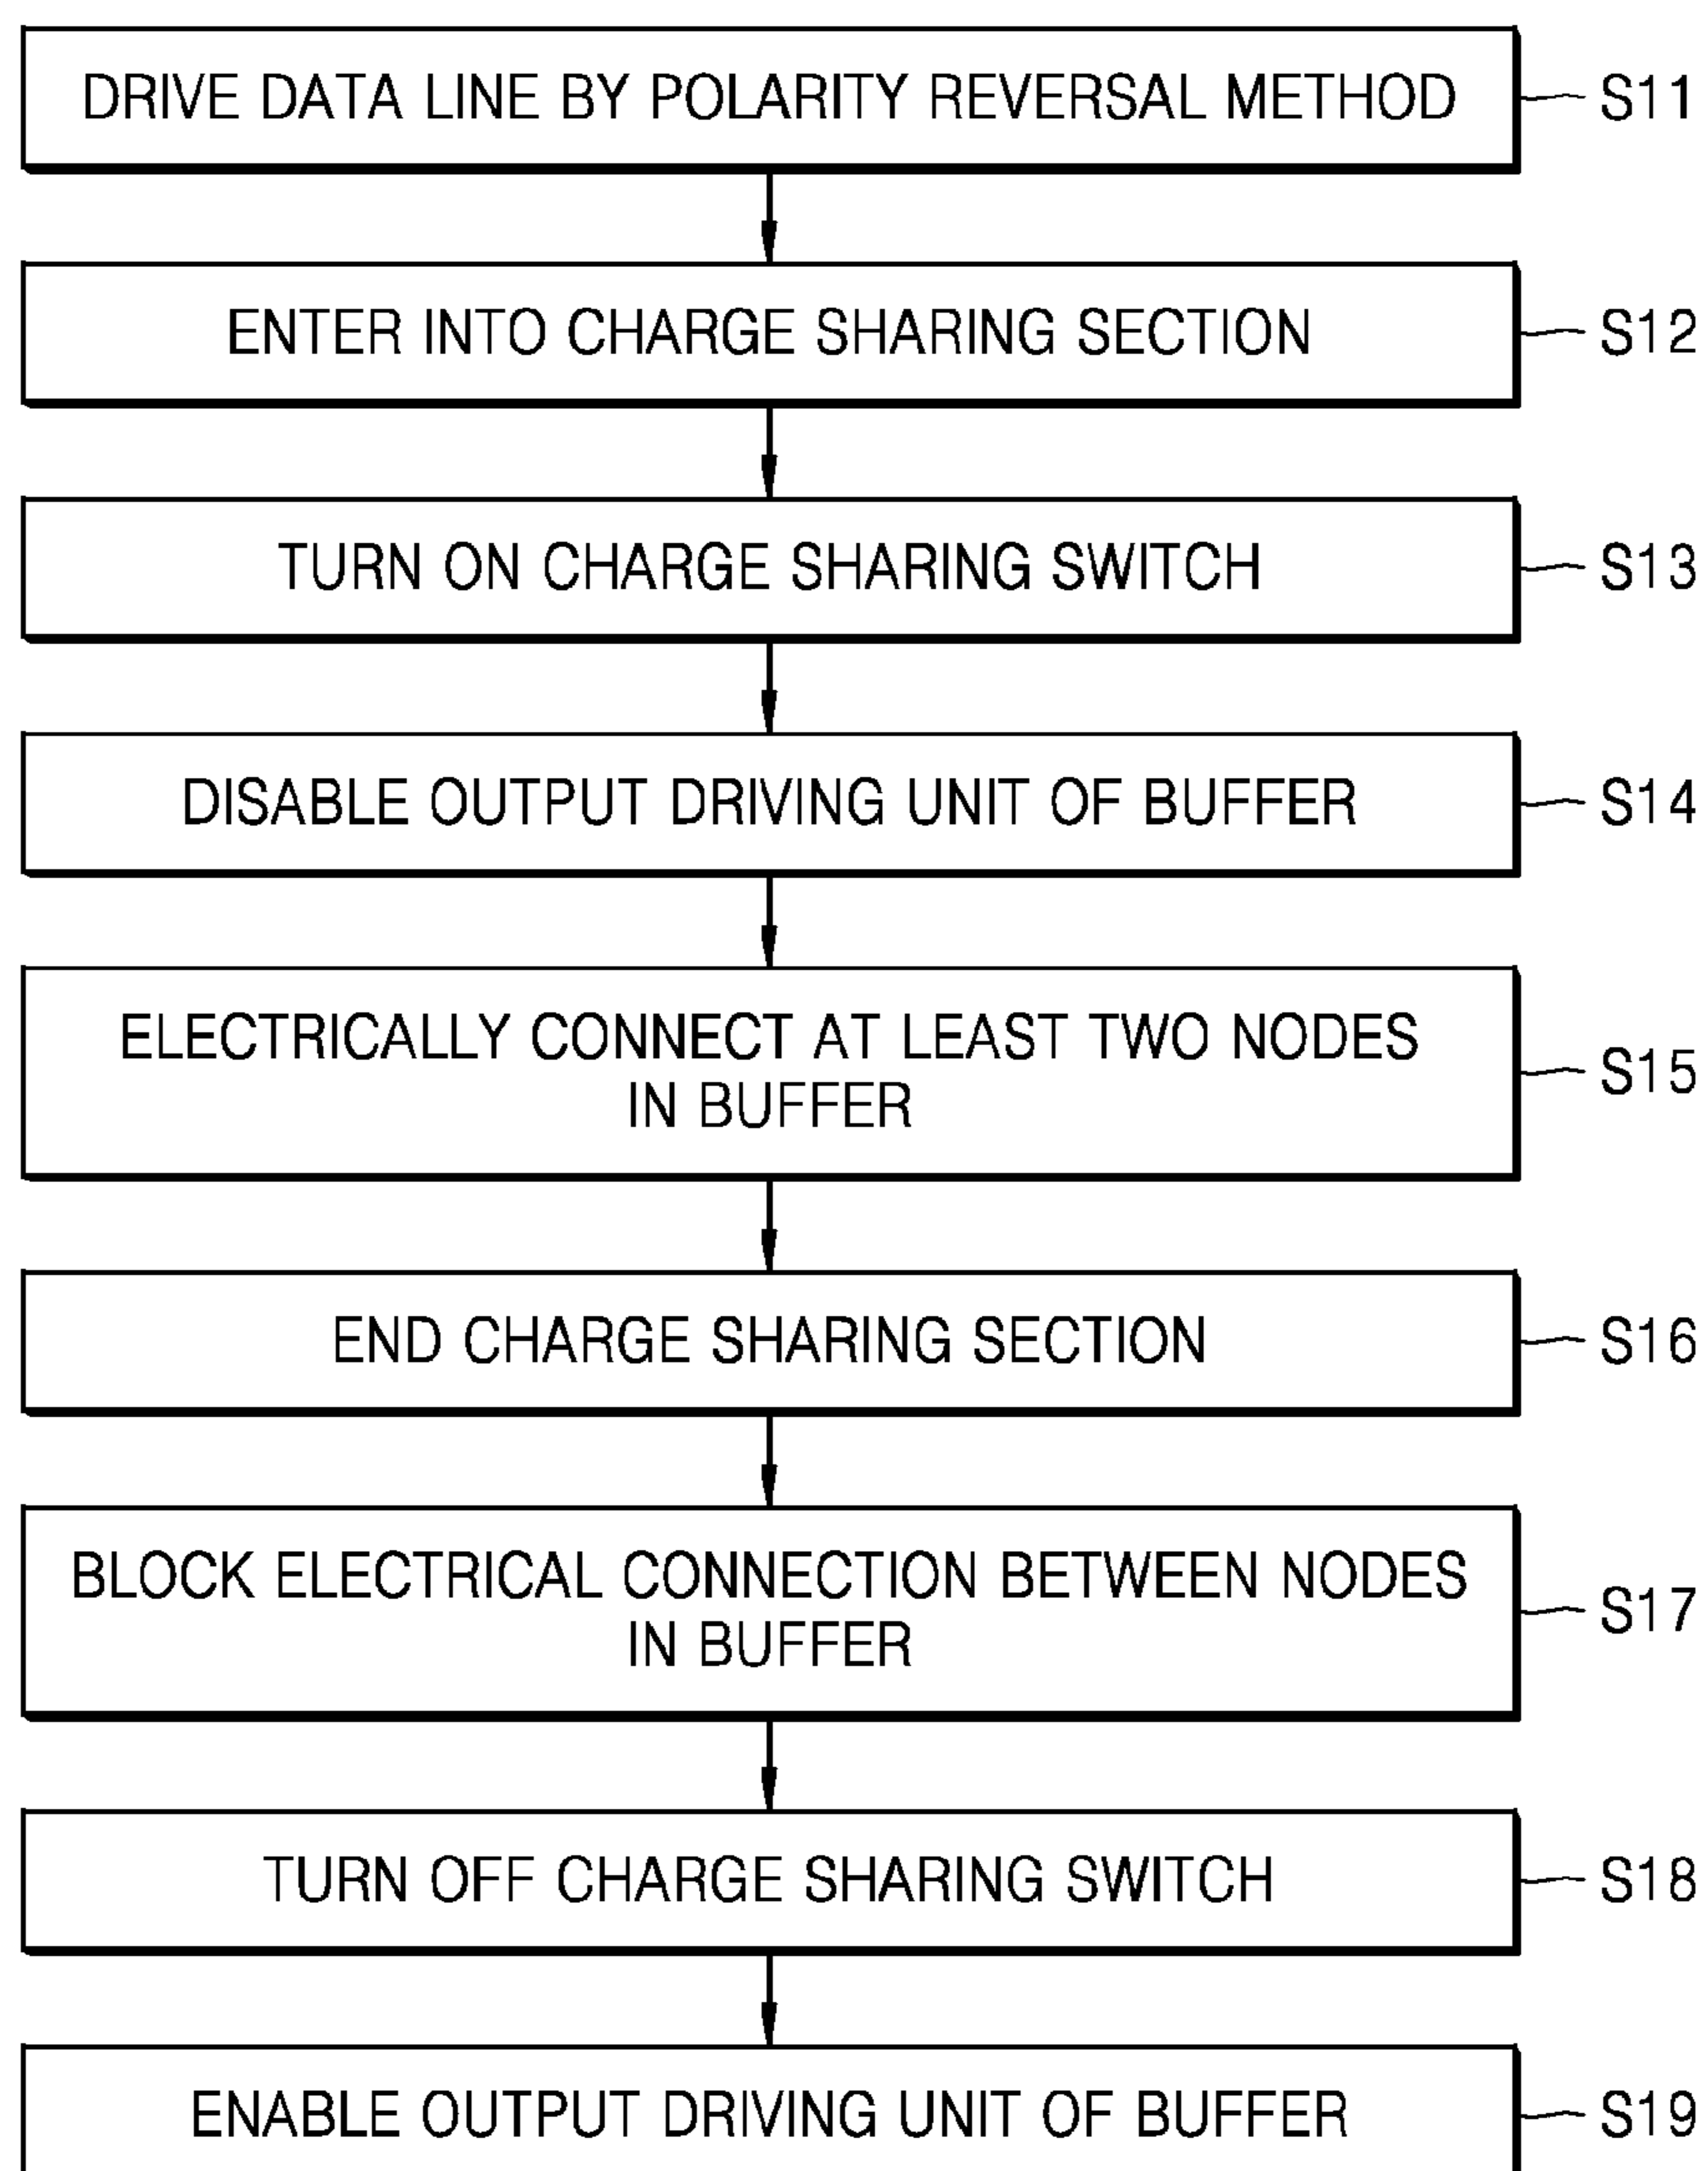 DRIVE DATA LINE BY POLARITY REVERSAL METHOD S11
ENTER INTO CHARGE SHARING SECTION S12
TURN ON CHARGE SHARING SWITCH S13
DISABLE OUTPUT DRIVING UNIT OF BUFFER S14
ELECTRICALLY CONNECT AT LEAST TWO NODES
IN BUFFER
S15
END CHARGE SHARING SECTION S16
BLOCK ELECTRICAL CONNECTION BETWEEN NODES
IN BUFFER
S17
TURN OFF CHARGE SHARING SWITCH S18
ENABLE OUTPUT DRIVING UNIT OF BUFFER S19